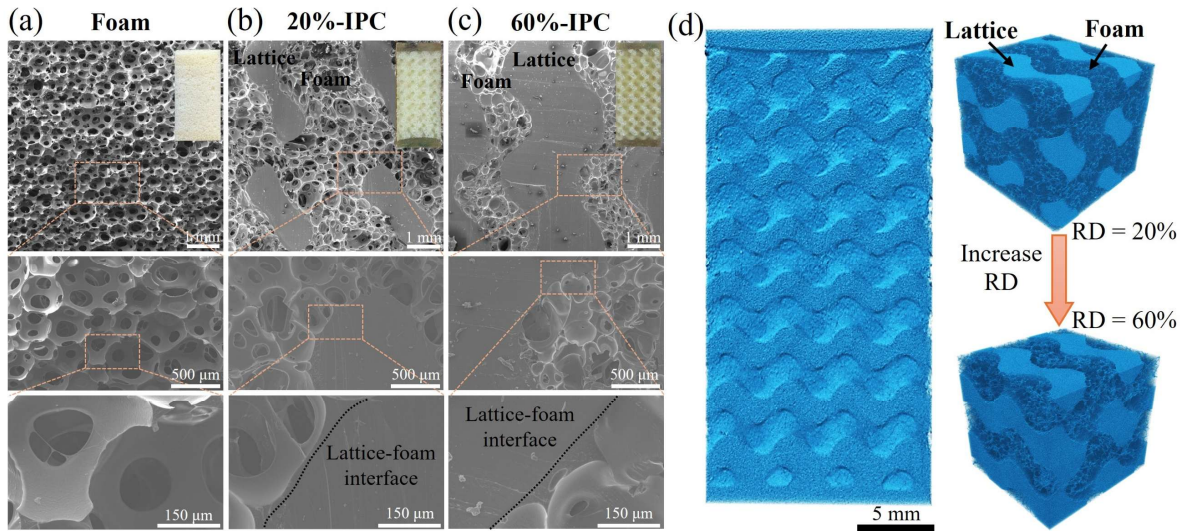 (a) Foam
(b) 20%-IPC
(c) 60%-IPC
(d)
Lattice
Foam
1 mm
500 μm
150 μm
Lattice
Foam
1 mm
500 μm
Lattice-foam
interface
150 μm
Lattice
Foam
1 mm
500 μm
Lattice-foam
interface
150 μm
5 mm
RD = 20%
Increase
RD
RD = 60%